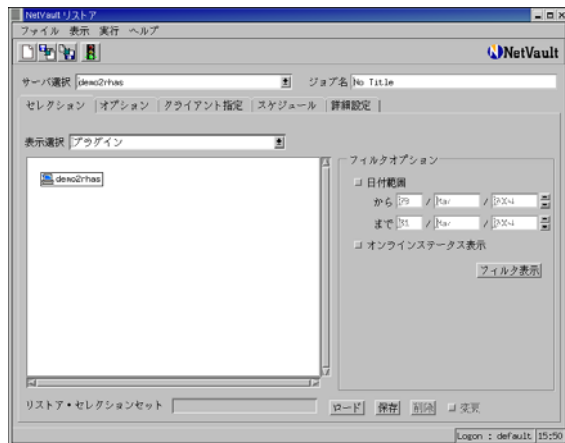 NetVault リストア
ファイル 表示 実行 ヘルプ
NetVault
サーバ選択 demo2rhas ジョブ名 No Title
セレクション オプション クライアント指定 スケジュール 詳細設定
表示選択 プラグイン
demo2rhas
フィルタオプション
日付範囲
から 29 / Mar /
まで 31 / Mar /
オンラインステータス表示
フィルタ表示
リストア・セレクションセット ロード 保存 削除 変更
Logon : default 15:50